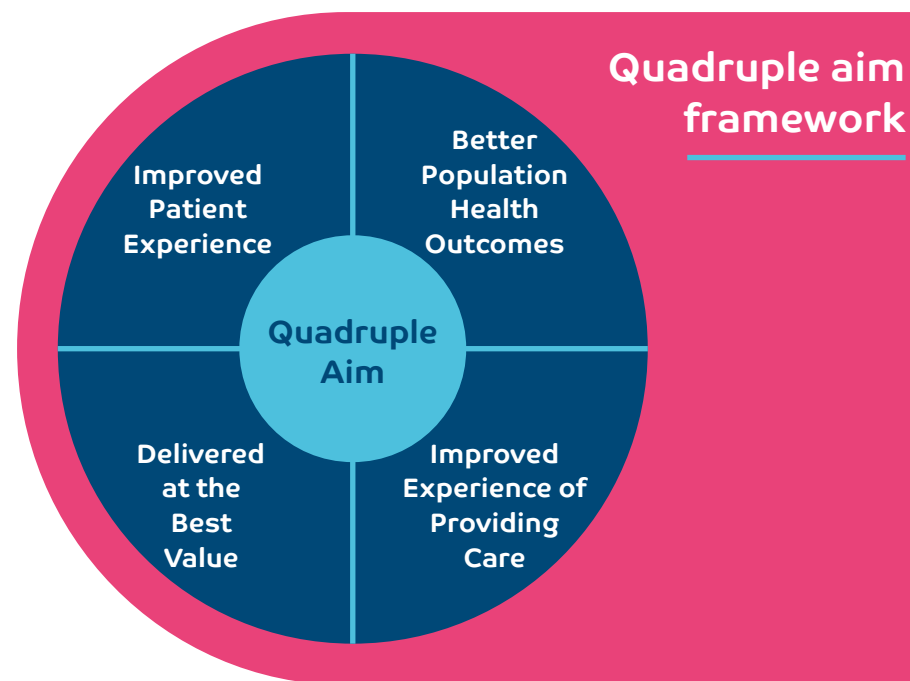 Quadruple aim
framework
Improved
Patient
Experience
Better
Population
Health
Outcomes
Quadruple
Aim
Delivered
at the
Best
Value
Improved
Experience of
Providing
Care